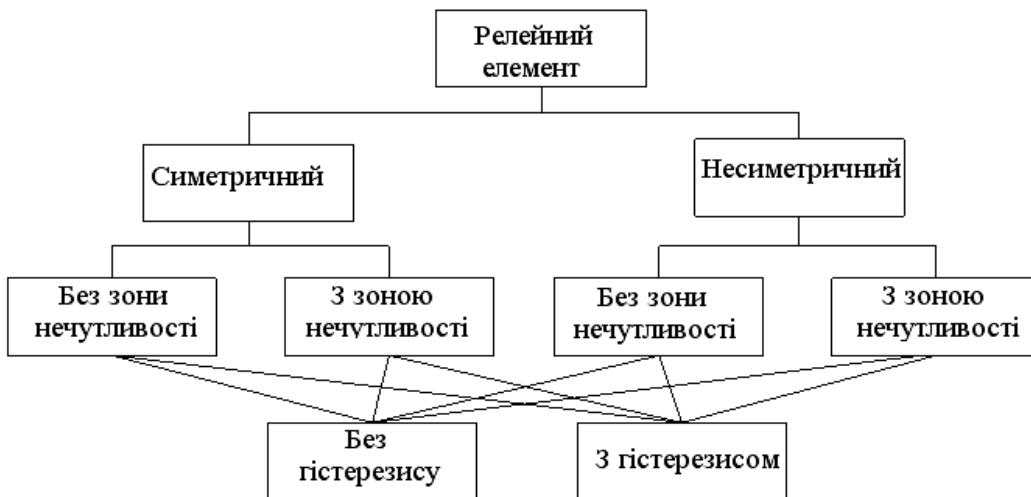 Релейний
елемент
Симетричний
Несиметричний
Без зони
нечутливості
З зоною
нечутливості
Без зони
нечутливості
З зоною
нечутливості
Без
гістерезису
З гістерезисом